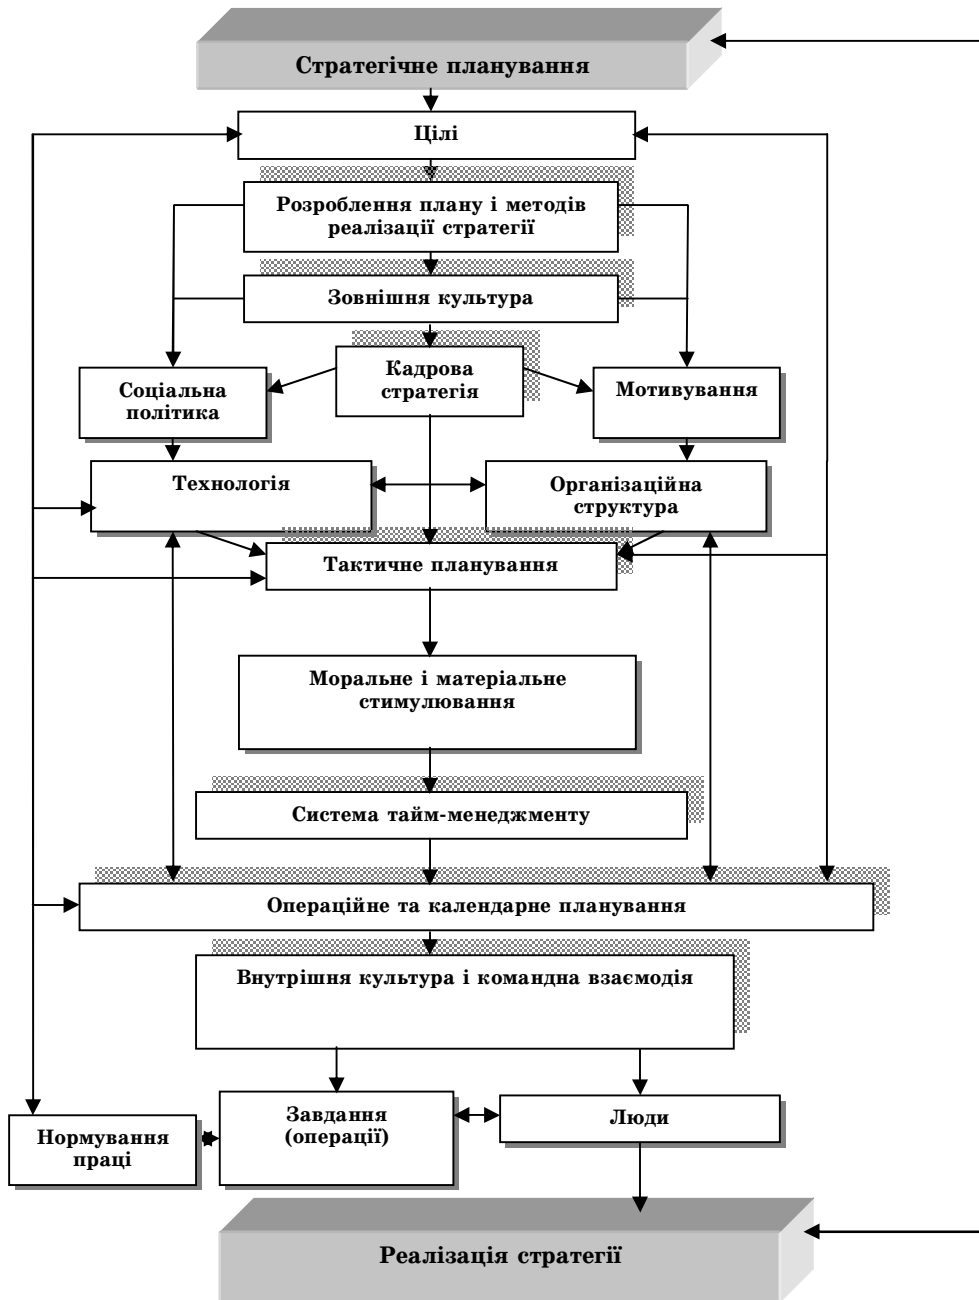 Стратегічне планування
Цілі
Розроблення плану і методів
реалізації стратегії
Зовнішня культура
Кадрова
стратегія
Соціальна
політика
Мотивування
Технологія
Організаційна
структура
Тактичне планування
Моральне і матеріальне
стимулювання
Система тайм-менеджменту
Операційне та календарне планування
Внутрішня культура і командна взаємодія
Завдання
(операції)
Люди
Нормування
праці
Реалізація стратегії